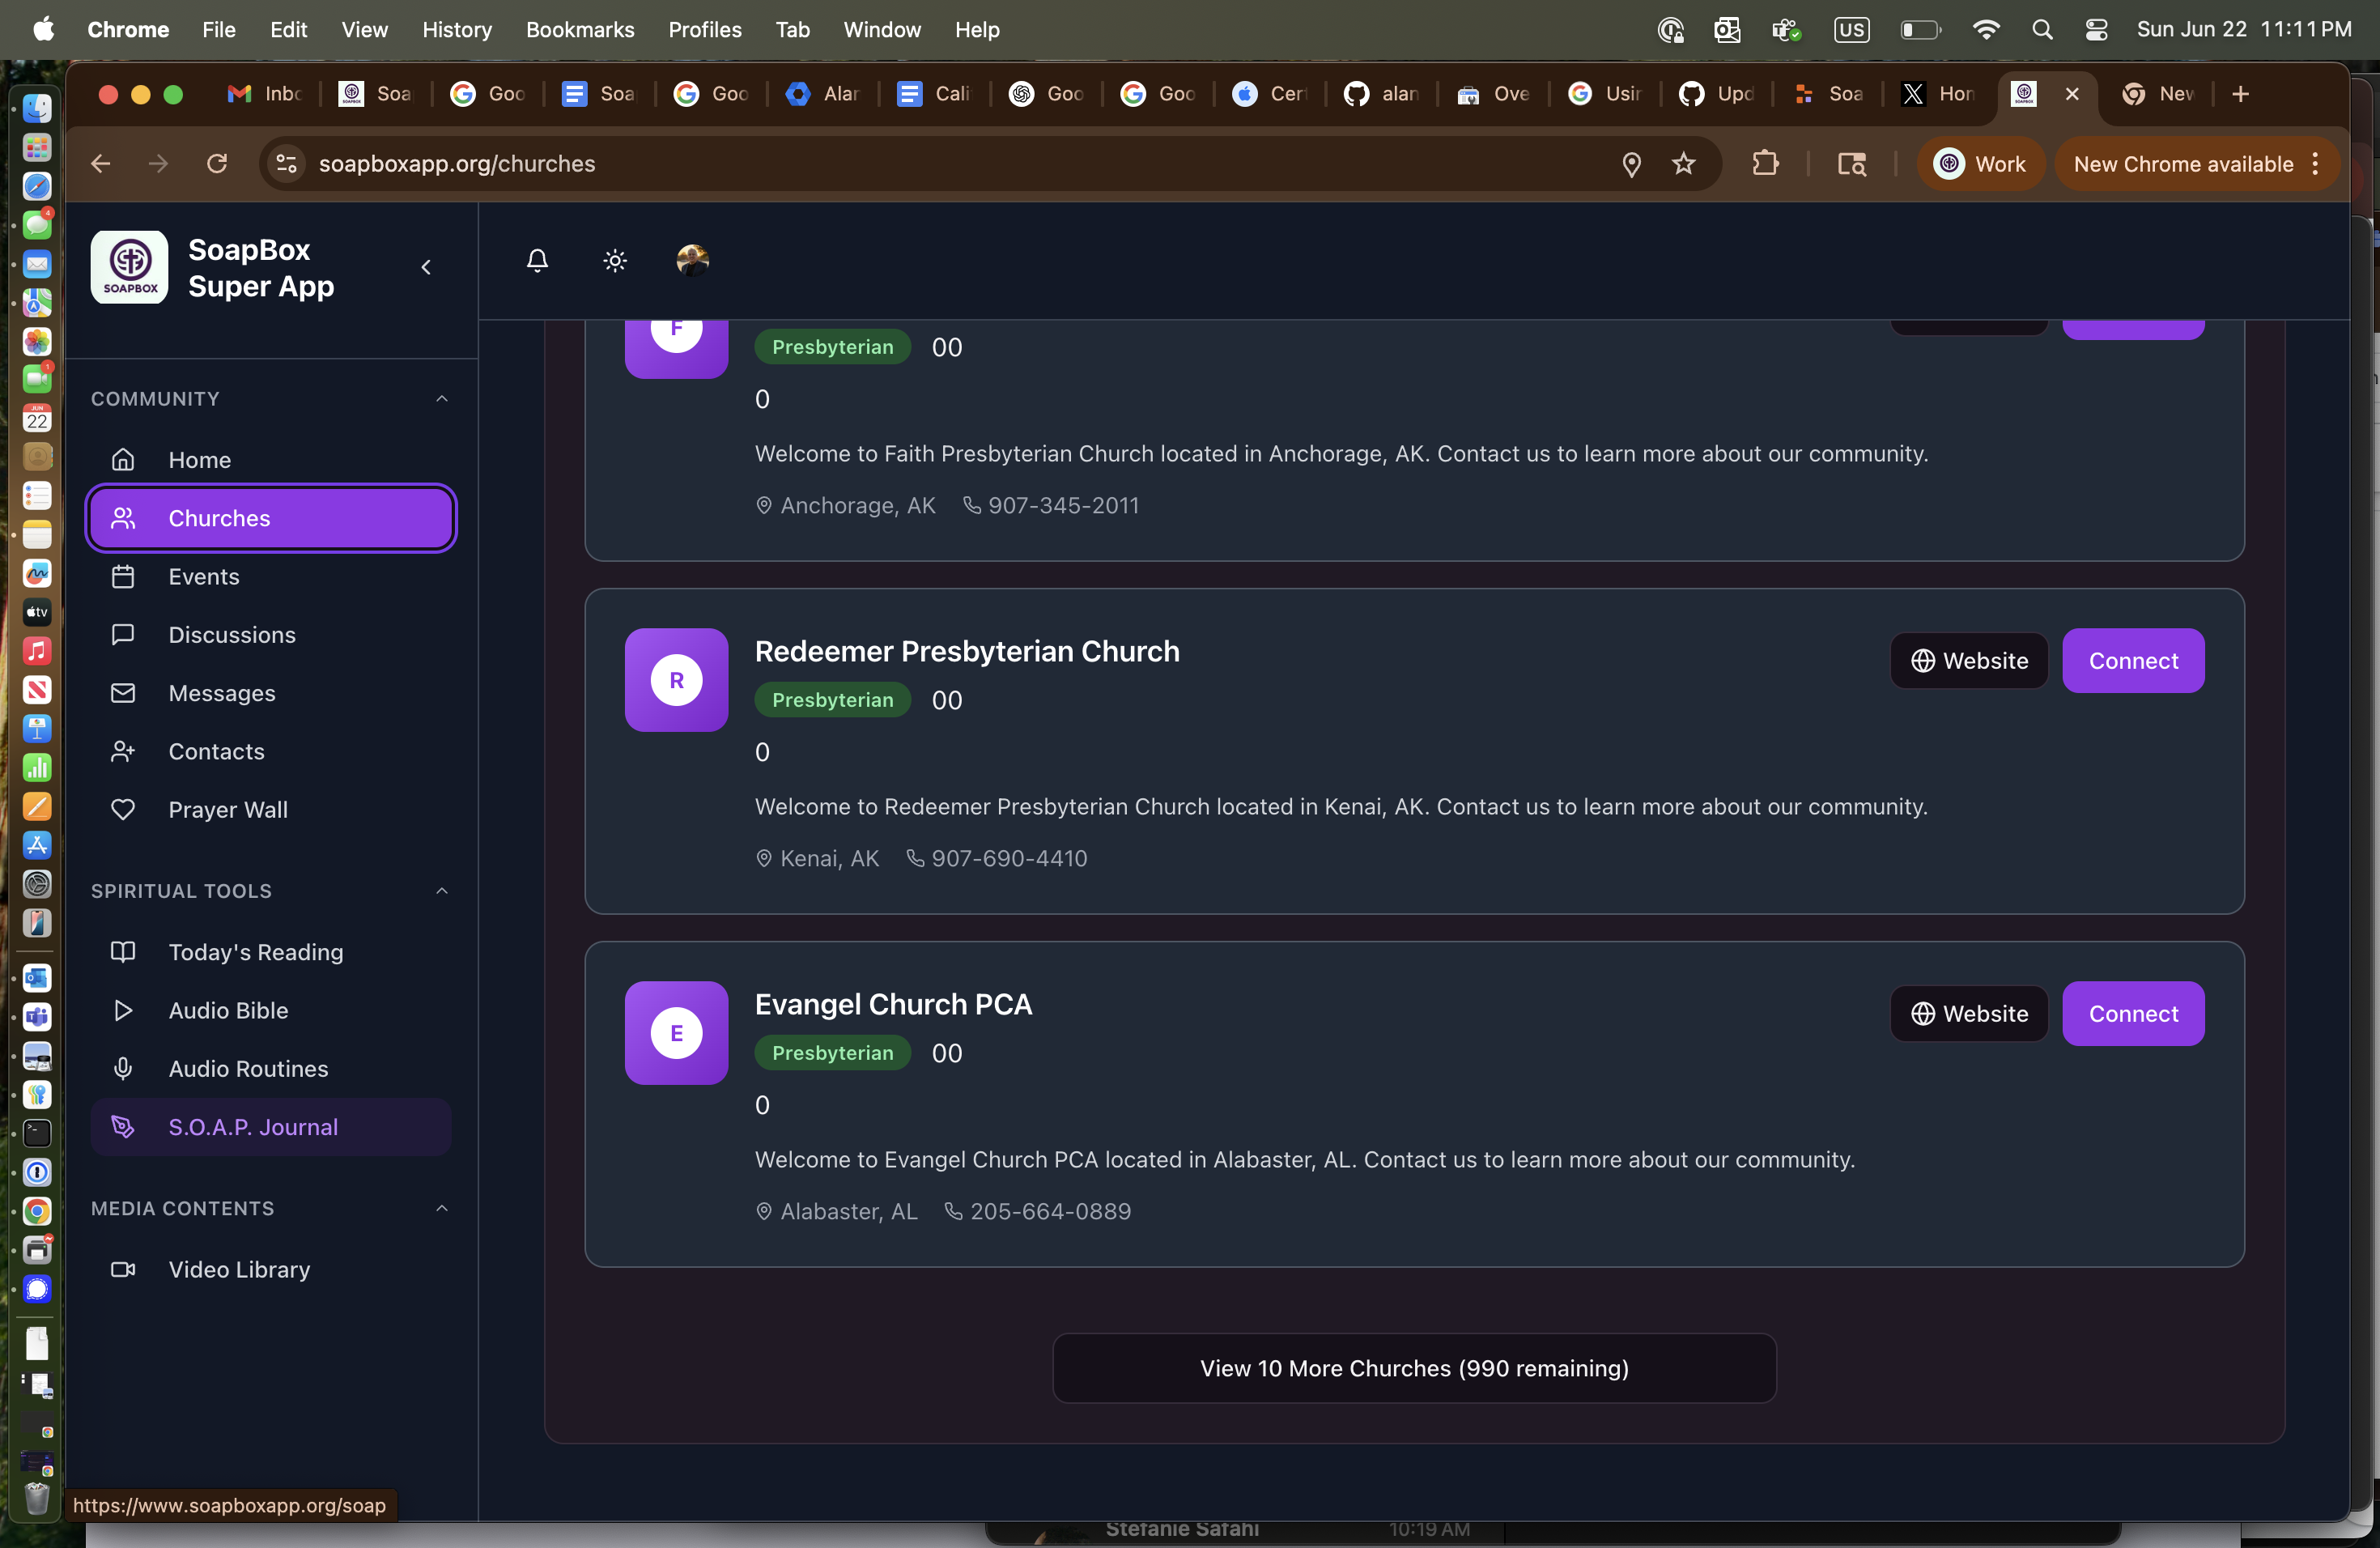 Chrome File Edit View History Bookmarks Profiles Tab Window Help US Sun Jun 22 11:11 PM
Inbo Soa Goo Soa Goo Alar Cali Goo Goo Cert alan Ove Usin Upd Soa Hon New
soapboxapp.org/churches Work New Chrome available
SoapBox
Super App
SOAPBOX
COMMUNITY
Home
Churches
Events
Discussions
Messages
Contacts
Prayer Wall
SPIRITUAL TOOLS
Today's Reading
Audio Bible
Audio Routines
S.O.A.P. Journal
MEDIA CONTENTS
Video Library
https://www.soapboxapp.org/soap
F
Presbyterian 00
0
Welcome to Faith Presbyterian Church located in Anchorage, AK. Contact us to learn more about our community.
Anchorage, AK 907-345-2011
R
Redeemer Presbyterian Church
Website Connect
Presbyterian 00
0
Welcome to Redeemer Presbyterian Church located in Kenai, AK. Contact us to learn more about our community.
Kenai, AK 907-690-4410
E
Evangel Church PCA
Website Connect
Presbyterian 00
0
Welcome to Evangel Church PCA located in Alabaster, AL. Contact us to learn more about our community.
Alabaster, AL 205-664-0889
View 10 More Churches (990 remaining)
Stefanie Safahi 10:19 AM
4
1
JUN
22
tv